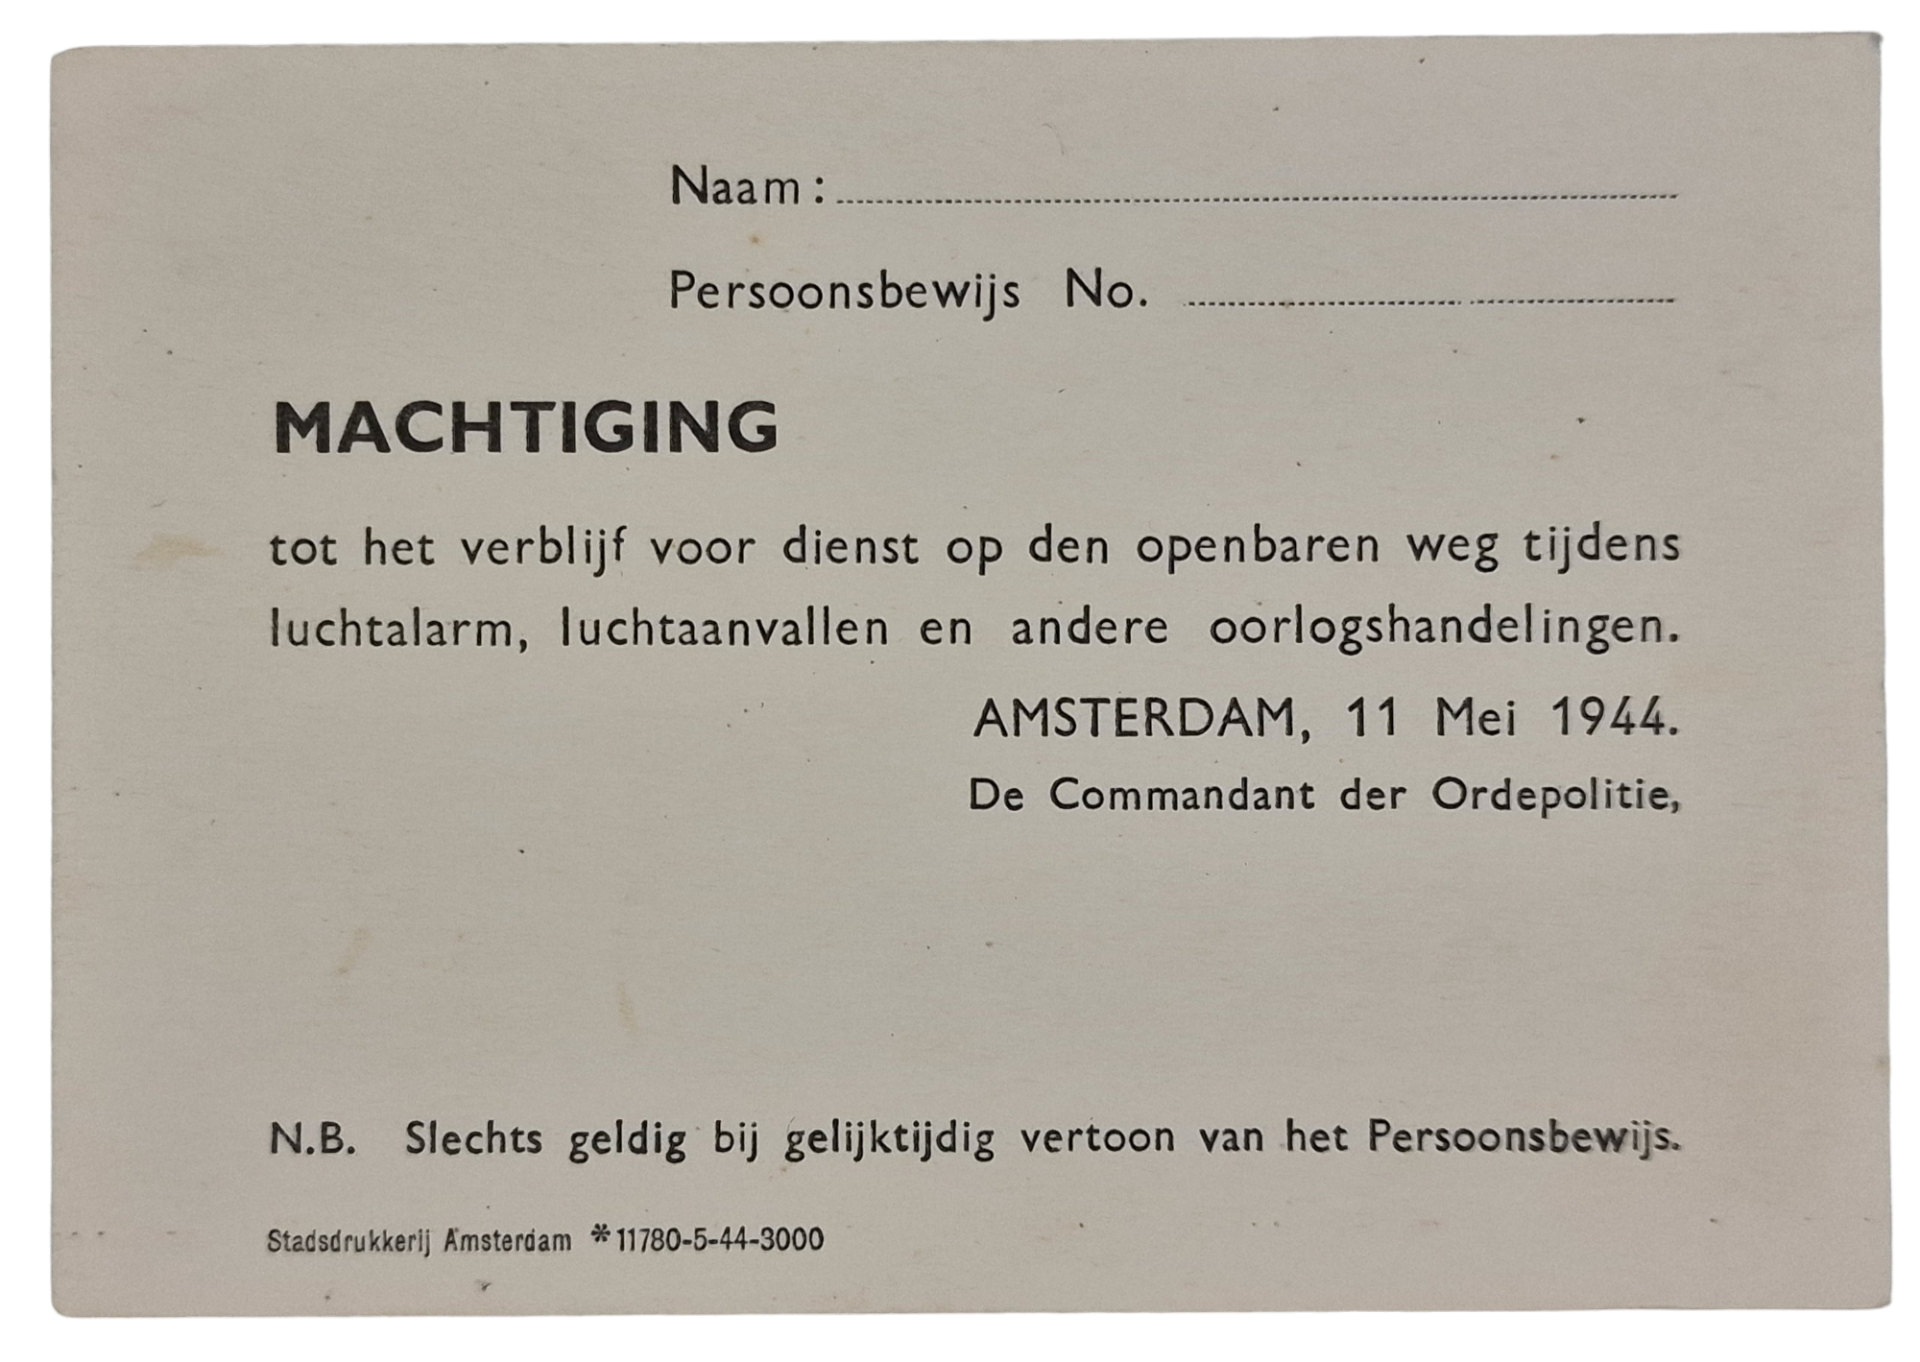 Naam:
Persoonsbewijs No.
MACHTIGING
tot het verblijf voor dienst op den openbaren weg tijdens
luchtalarm, luchtaanvallen en andere oorlogshandelingen.
AMSTERDAM, 11 Mei 1944.
De Commandant der Ordepolitie,
N.B. Slechts geldig bij gelijktijdig vertoon van het Persoonsbewijs.
Stadsdrukkerij Amsterdam *11780-5-44-3000